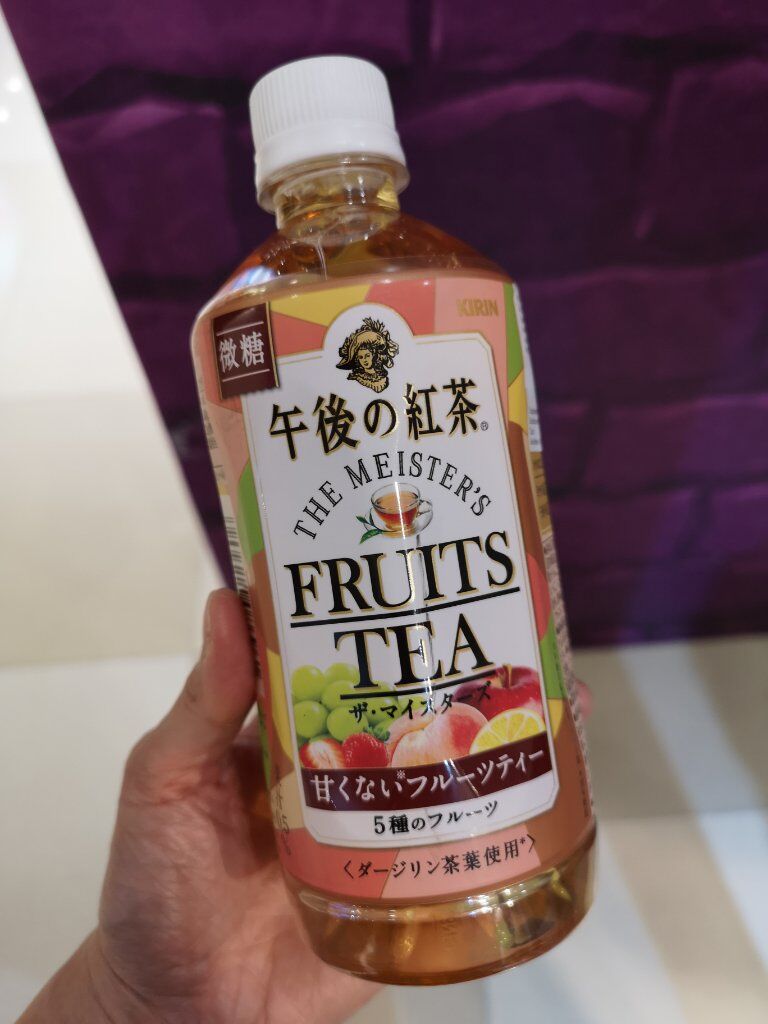 KIRIN
微糖
午後の紅茶®
THE MEISTER'S
FRUITS
TEA
ザ・マイスターズ
甘くない※フルーツティー
5種のフルーツ
〈ダージリン茶葉使用*〉